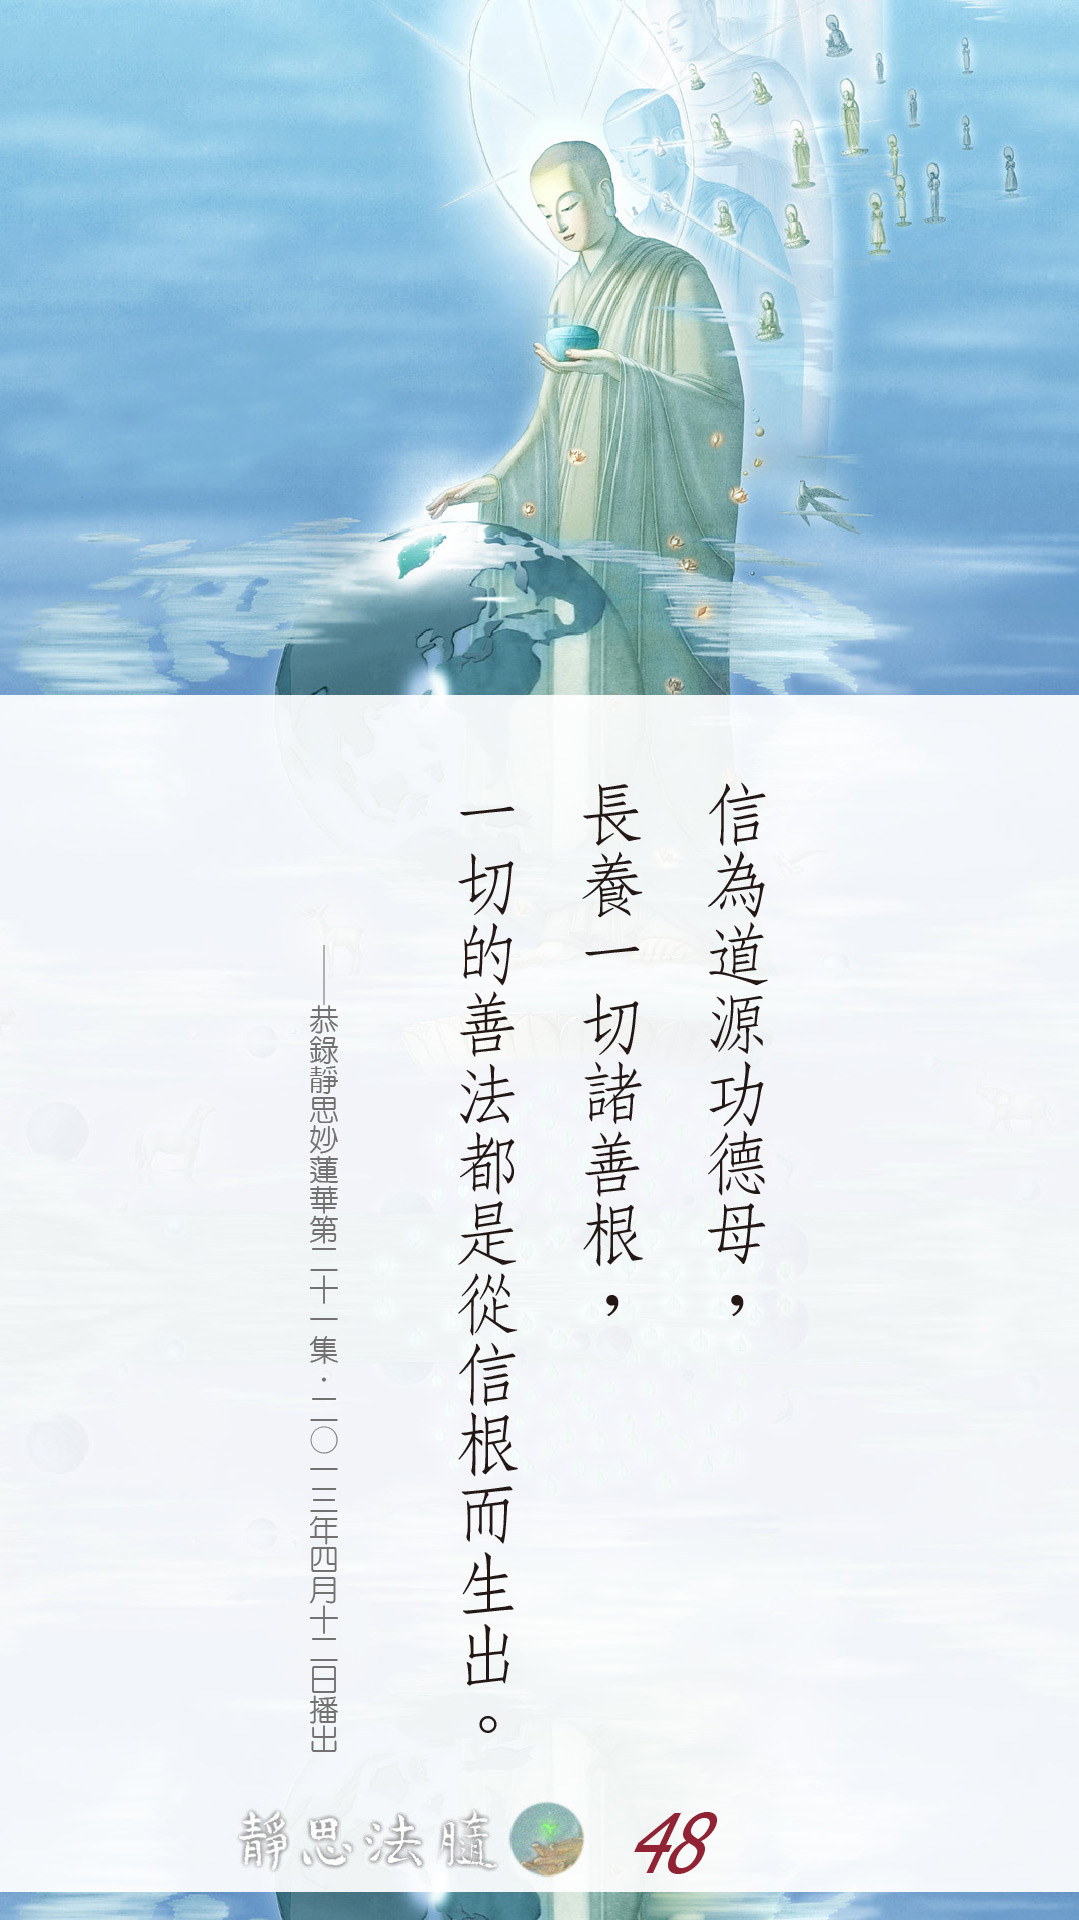 信為道源功德母，
長養一切諸善根，
一切的善法都是從信根而生出。
——恭錄靜思妙蓮華第二十一集．二〇一三年四月十二日播出
靜思法髓
48